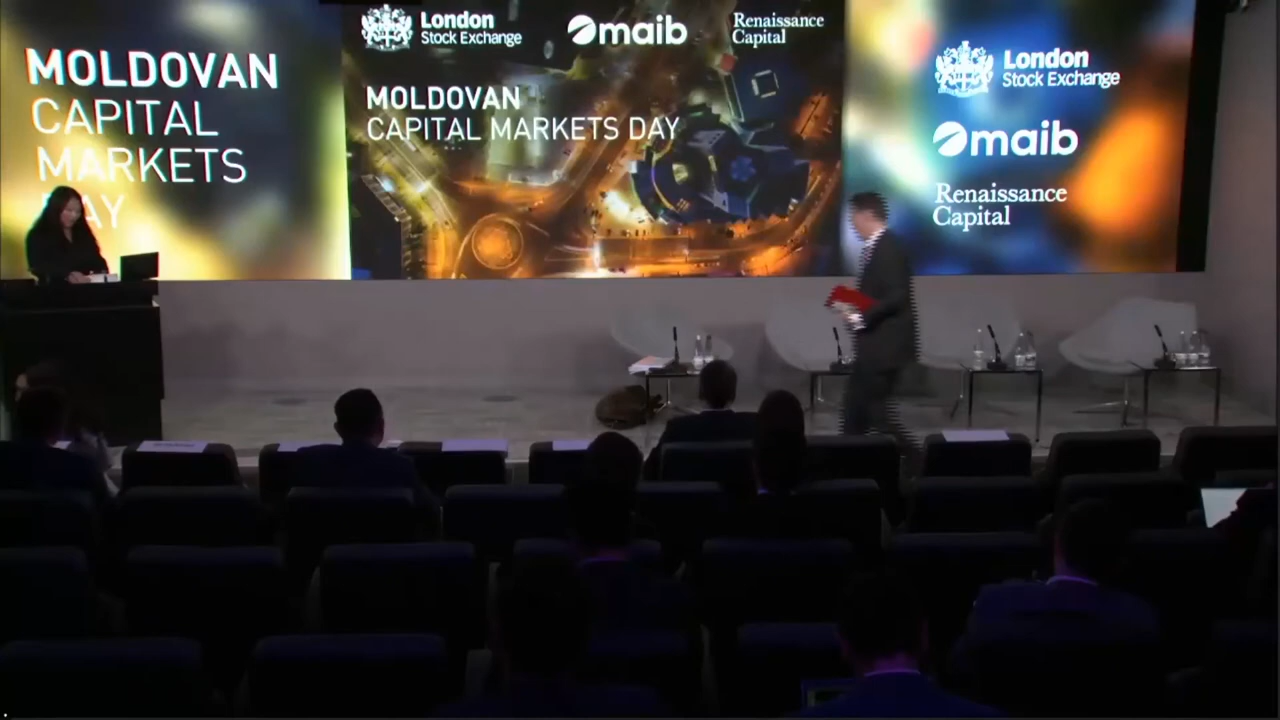 MOLDOVAN
CAPITAL
MARKETS
DAY
London
Stock Exchange
maib
Renaissance
Capital
MOLDOVAN
CAPITAL MARKETS DAY
London
Stock Exchange
maib
Renaissance
Capital